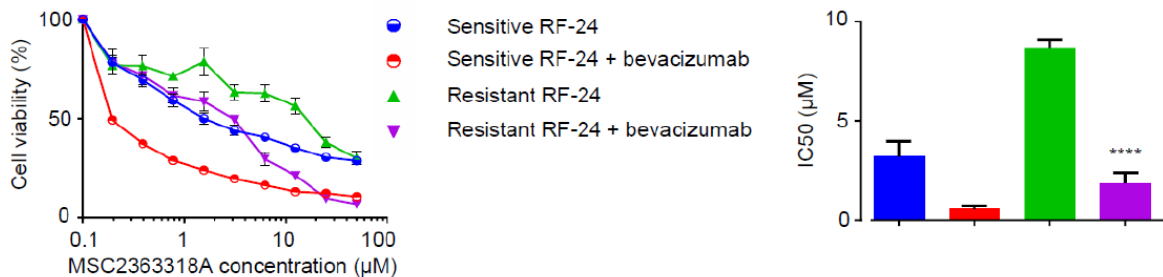 100
50
0
0.1
1
10
100
Cell viability (%)
MSC2363318A concentration (µM)
Sensitive RF-24
Sensitive RF-24 + bevacizumab
Resistant RF-24
Resistant RF-24 + bevacizumab
10
5
0
IC50 (µM)
****